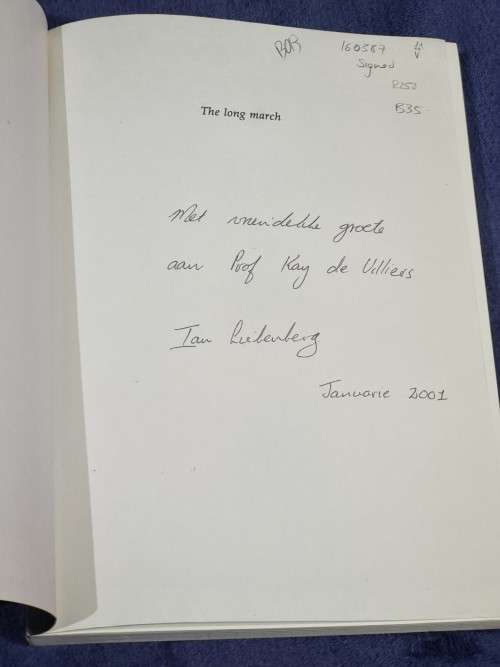 BOB
160387
Signed
R250
B35-
The long march
Met vriendelike groete
aan Prof Kay de Villiers
Ian Liebenberg
Januarie 2001